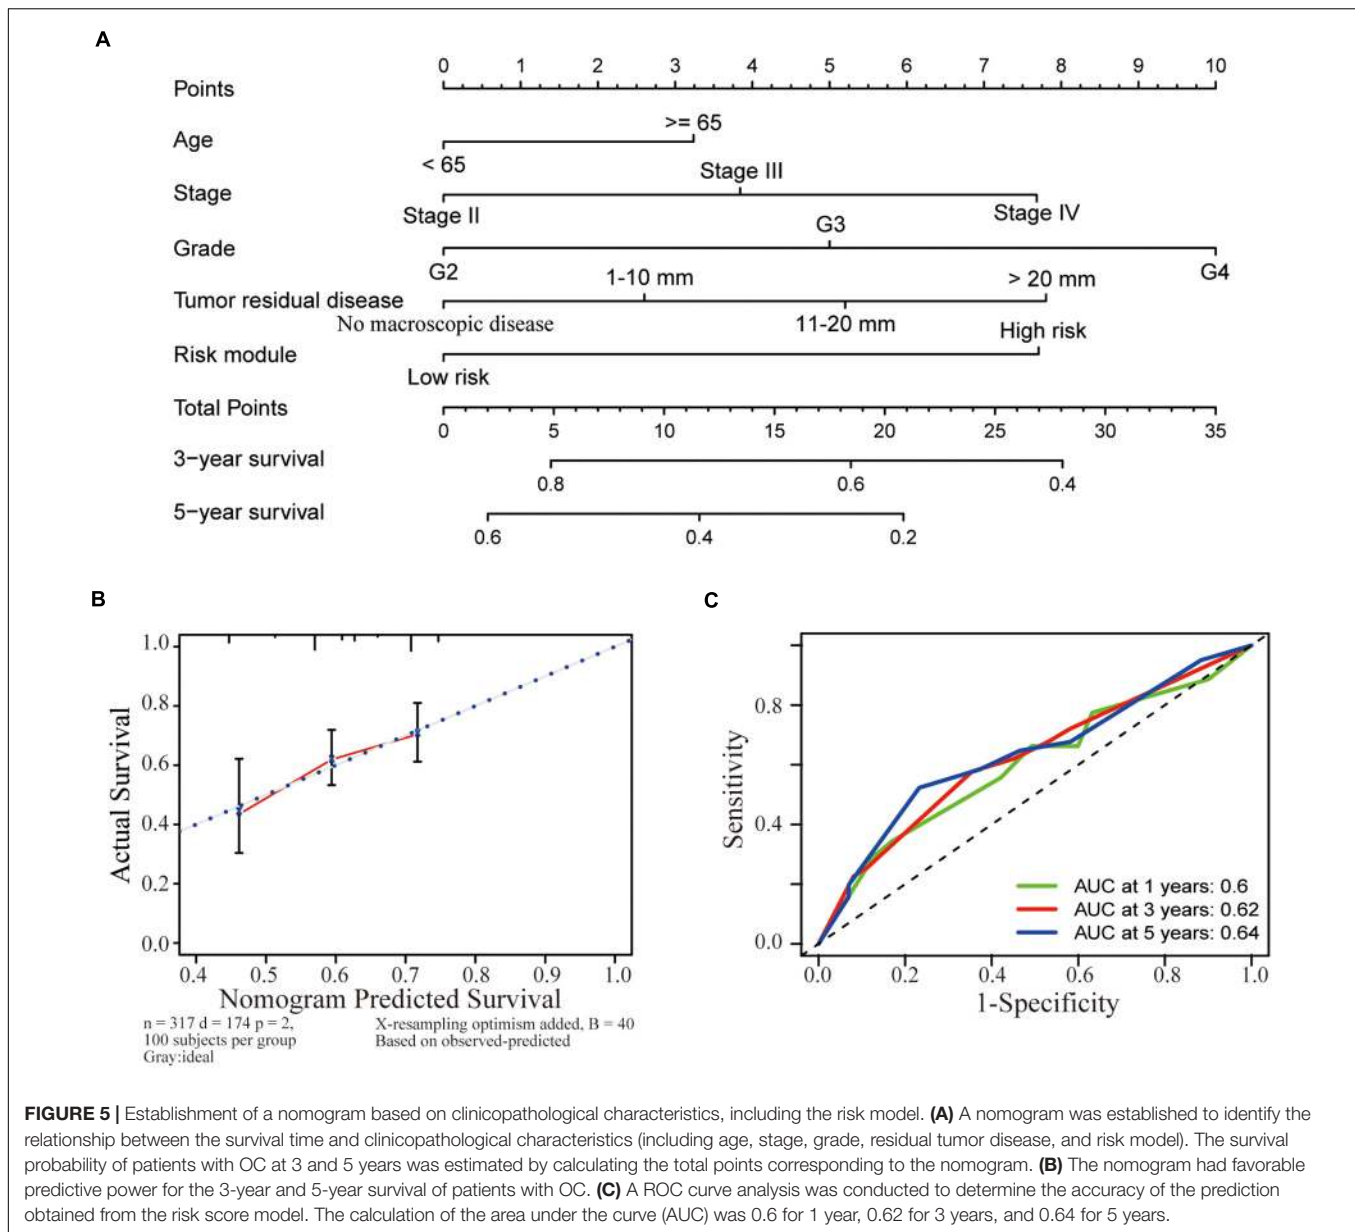 A
0 1 2 3 4 5 6 7 8 9 10
Points
>= 65
Age
< 65
Stage III
Stage
Stage II
Stage IV
G3
Grade
G2
G4
1-10 mm
> 20 mm
Tumor residual disease
No macroscopic disease
11-20 mm
High risk
Risk module
Low risk
Total Points
0 5 10 15 20 25 30 35
3−year survival
0.8 0.6 0.4
5−year survival
0.6 0.4 0.2
B
Actual Survival
1.0
0.8
0.6
0.4
0.2
0.0
0.4 0.5 0.6 0.7 0.8 0.9 1.0
Nomogram Predicted Survival
n = 317 d = 174 p = 2,
100 subjects per group
Gray:ideal
X-resampling optimism added, B = 40
Based on observed-predicted
C
Sensitivity
0.8
0.4
0.0
AUC at 1 years: 0.6
AUC at 3 years: 0.62
AUC at 5 years: 0.64
0.0 0.2 0.4 0.6 0.8 1.0
1-Specificity
FIGURE 5 | Establishment of a nomogram based on clinicopathological characteristics, including the risk model. (A) A nomogram was established to identify the
relationship between the survival time and clinicopathological characteristics (including age, stage, grade, residual tumor disease, and risk model). The survival
probability of patients with OC at 3 and 5 years was estimated by calculating the total points corresponding to the nomogram. (B) The nomogram had favorable
predictive power for the 3-year and 5-year survival of patients with OC. (C) A ROC curve analysis was conducted to determine the accuracy of the prediction
obtained from the risk score model. The calculation of the area under the curve (AUC) was 0.6 for 1 year, 0.62 for 3 years, and 0.64 for 5 years.